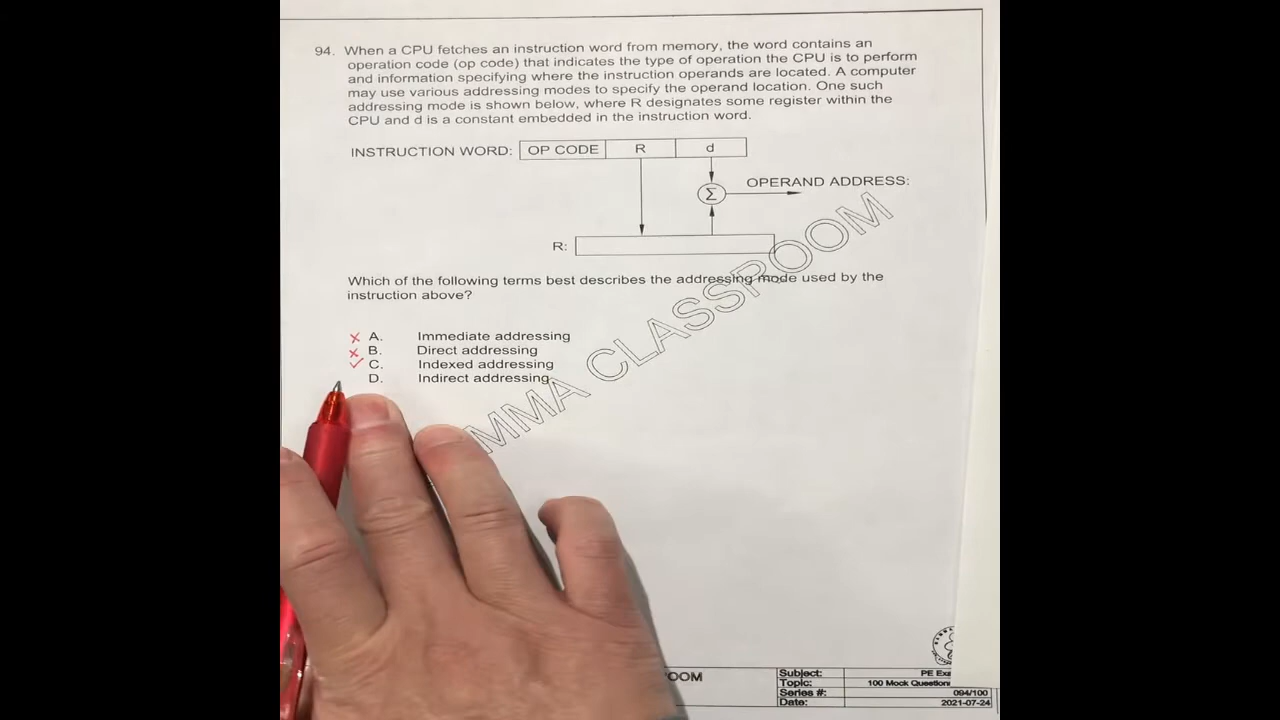 94. When a CPU fetches an instruction word from memory, the word contains an
operation code (op code) that indicates the type of operation the CPU is to perform
and information specifying where the instruction operands are located. A computer
may use various addressing modes to specify the operand location. One such
addressing mode is shown below, where R designates some register within the
CPU and d is a constant embedded in the instruction word.
INSTRUCTION WORD: OP CODE R d
Σ OPERAND ADDRESS:
R:
Which of the following terms best describes the addressing mode used by the
instruction above?
A. Immediate addressing
B. Direct addressing
C. Indexed addressing
D. Indirect addressing
MMA CLASSROOM
OOM
Subject: PE
Topic: 100 Mock Question
Series #: 094/100
Date: 2021-07-24